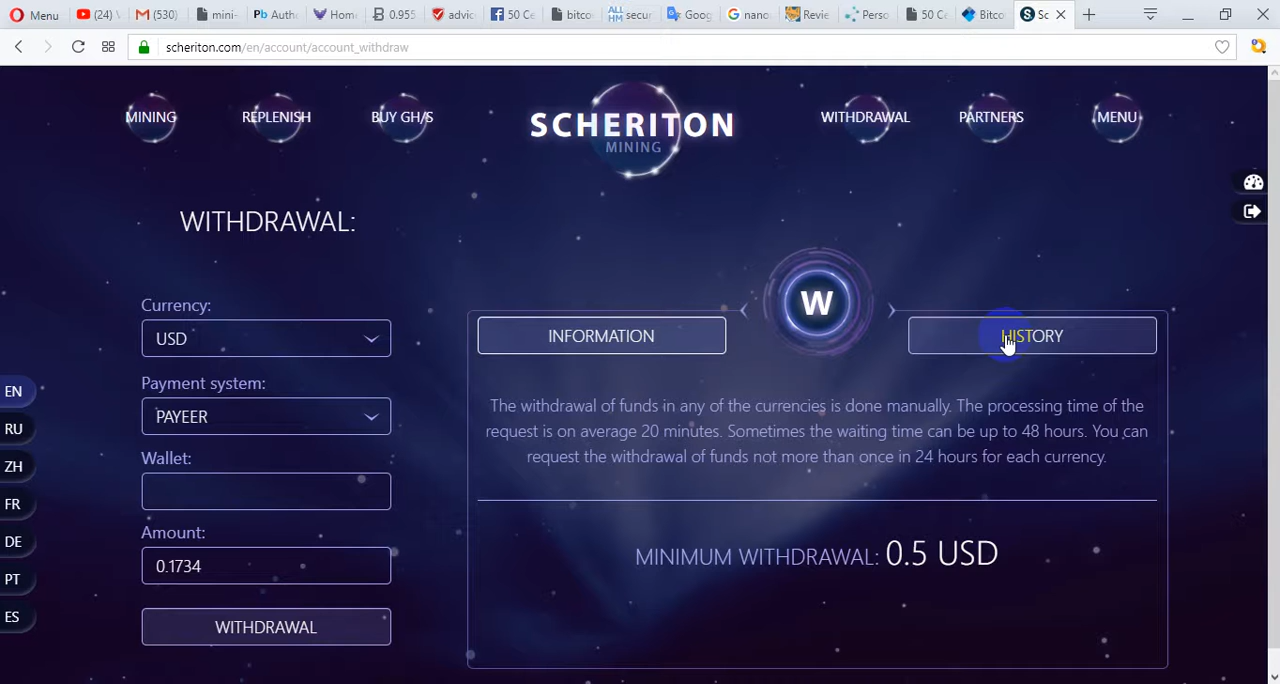 Menu (24) M (530) mini- Pb Auth Hom 0.955 advic 50 Ce bitco ALL HM secur Goog nano Revie Perso 50 Ce Bitco Sc
scheriton.com/en/account/account_withdraw
MINING REPLENISH BUY GH/S SCHERITON MINING WITHDRAWAL PARTNERS MENU
WITHDRAWAL:
Currency:
USD
Payment system:
PAYEER
Wallet:
Amount:
0.1734
WITHDRAWAL
W
INFORMATION HISTORY
The withdrawal of funds in any of the currencies is done manually. The processing time of the
request is on average 20 minutes. Sometimes the waiting time can be up to 48 hours. You can
request the withdrawal of funds not more than once in 24 hours for each currency.
MINIMUM WITHDRAWAL: 0.5 USD
EN
RU
ZH
FR
DE
PT
ES